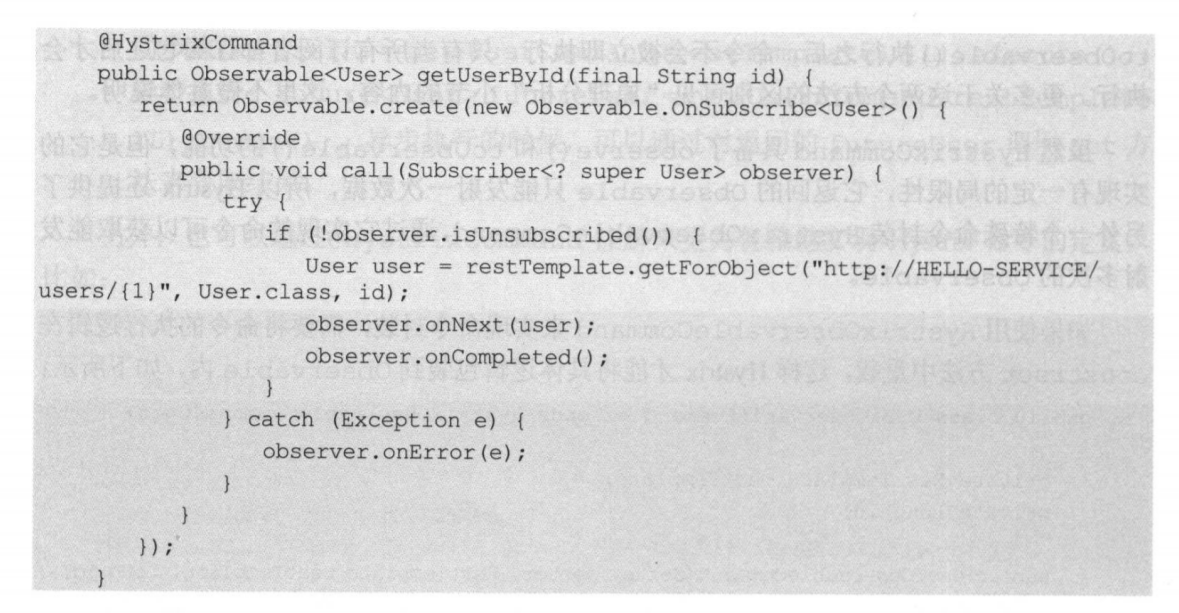 @HystrixCommand
public Observable<User> getUserById(final String id) {
return Observable.create(new Observable.OnSubscribe<User>() {
@Override
public void call(Subscriber<? super User> observer) {
try {
if (!observer.isUnsubscribed()) {
User user = restTemplate.getForObject("http://HELLO-SERVICE/
users/{1}", User.class, id);
observer.onNext(user);
observer.onCompleted();
}
} catch (Exception e) {
observer.onError(e);
}
}
});
}